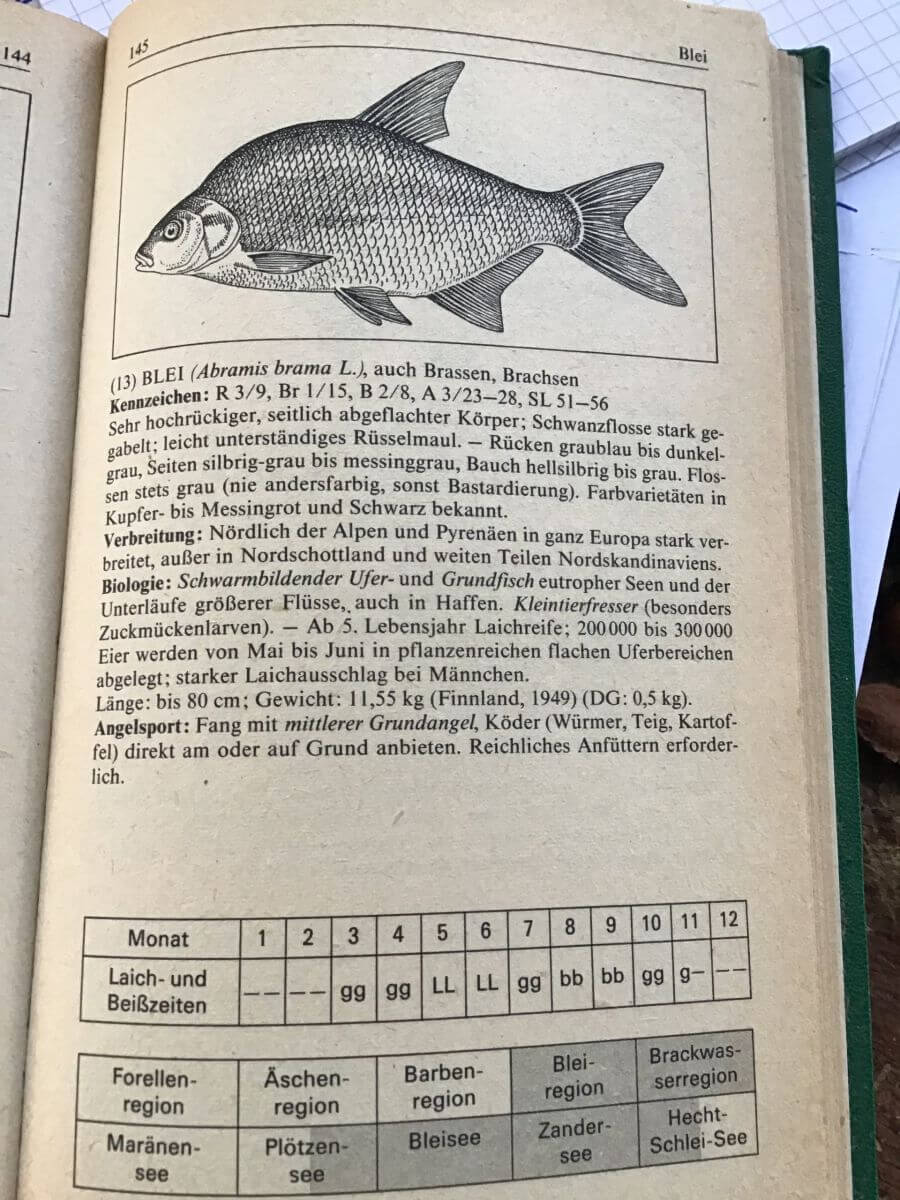 144
145
Blei
(13) BLEI (Abramis brama L.), auch Brassen, Brachsen
Kennzeichen: R 3/9, Br 1/15, B 2/8, A 3/23–28, SL 51–56
Sehr hochrückiger, seitlich abgeflachter Körper; Schwanzflosse stark ge-
gabelt; leicht unterständiges Rüsselmaul. – Rücken graublau bis dunkel-
grau, Seiten silbrig-grau bis messinggrau, Bauch hellsilbrig bis grau. Flos-
sen stets grau (nie andersfarbig, sonst Bastardierung). Farbvarietäten in
Kupfer- bis Messingrot und Schwarz bekannt.
Verbreitung: Nördlich der Alpen und Pyrenäen in ganz Europa stark ver-
breitet, außer in Nordschottland und weiten Teilen Nordskandinaviens.
Biologie: Schwarmbildender Ufer- und Grundfisch eutropher Seen und der
Unterläufe größerer Flüsse, auch in Haffen. Kleintierfresser (besonders
Zuckmückenlarven). – Ab 5. Lebensjahr Laichreife; 200 000 bis 300 000
Eier werden von Mai bis Juni in pflanzenreichen flachen Uferbereichen
abgelegt; starker Laichausschlag bei Männchen.
Länge: bis 80 cm; Gewicht: 11,55 kg (Finnland, 1949) (DG: 0,5 kg).
Angelsport: Fang mit mittlerer Grundangel, Köder (Würmer, Teig, Kartof-
fel) direkt am oder auf Grund anbieten. Reichliches Anfüttern erforder-
lich.
Monat 1 2 3 4 5 6 7 8 9 10 11 12
Laich- und
Beißzeiten –– –– gg gg LL LL gg bb bb gg g– ––
Forellen-
region
Äschen-
region
Barben-
region
Blei-
region
Brackwas-
serregion
Maränen-
see
Plötzen-
see
Bleisee
Zander-
see
Hecht-
Schlei-See